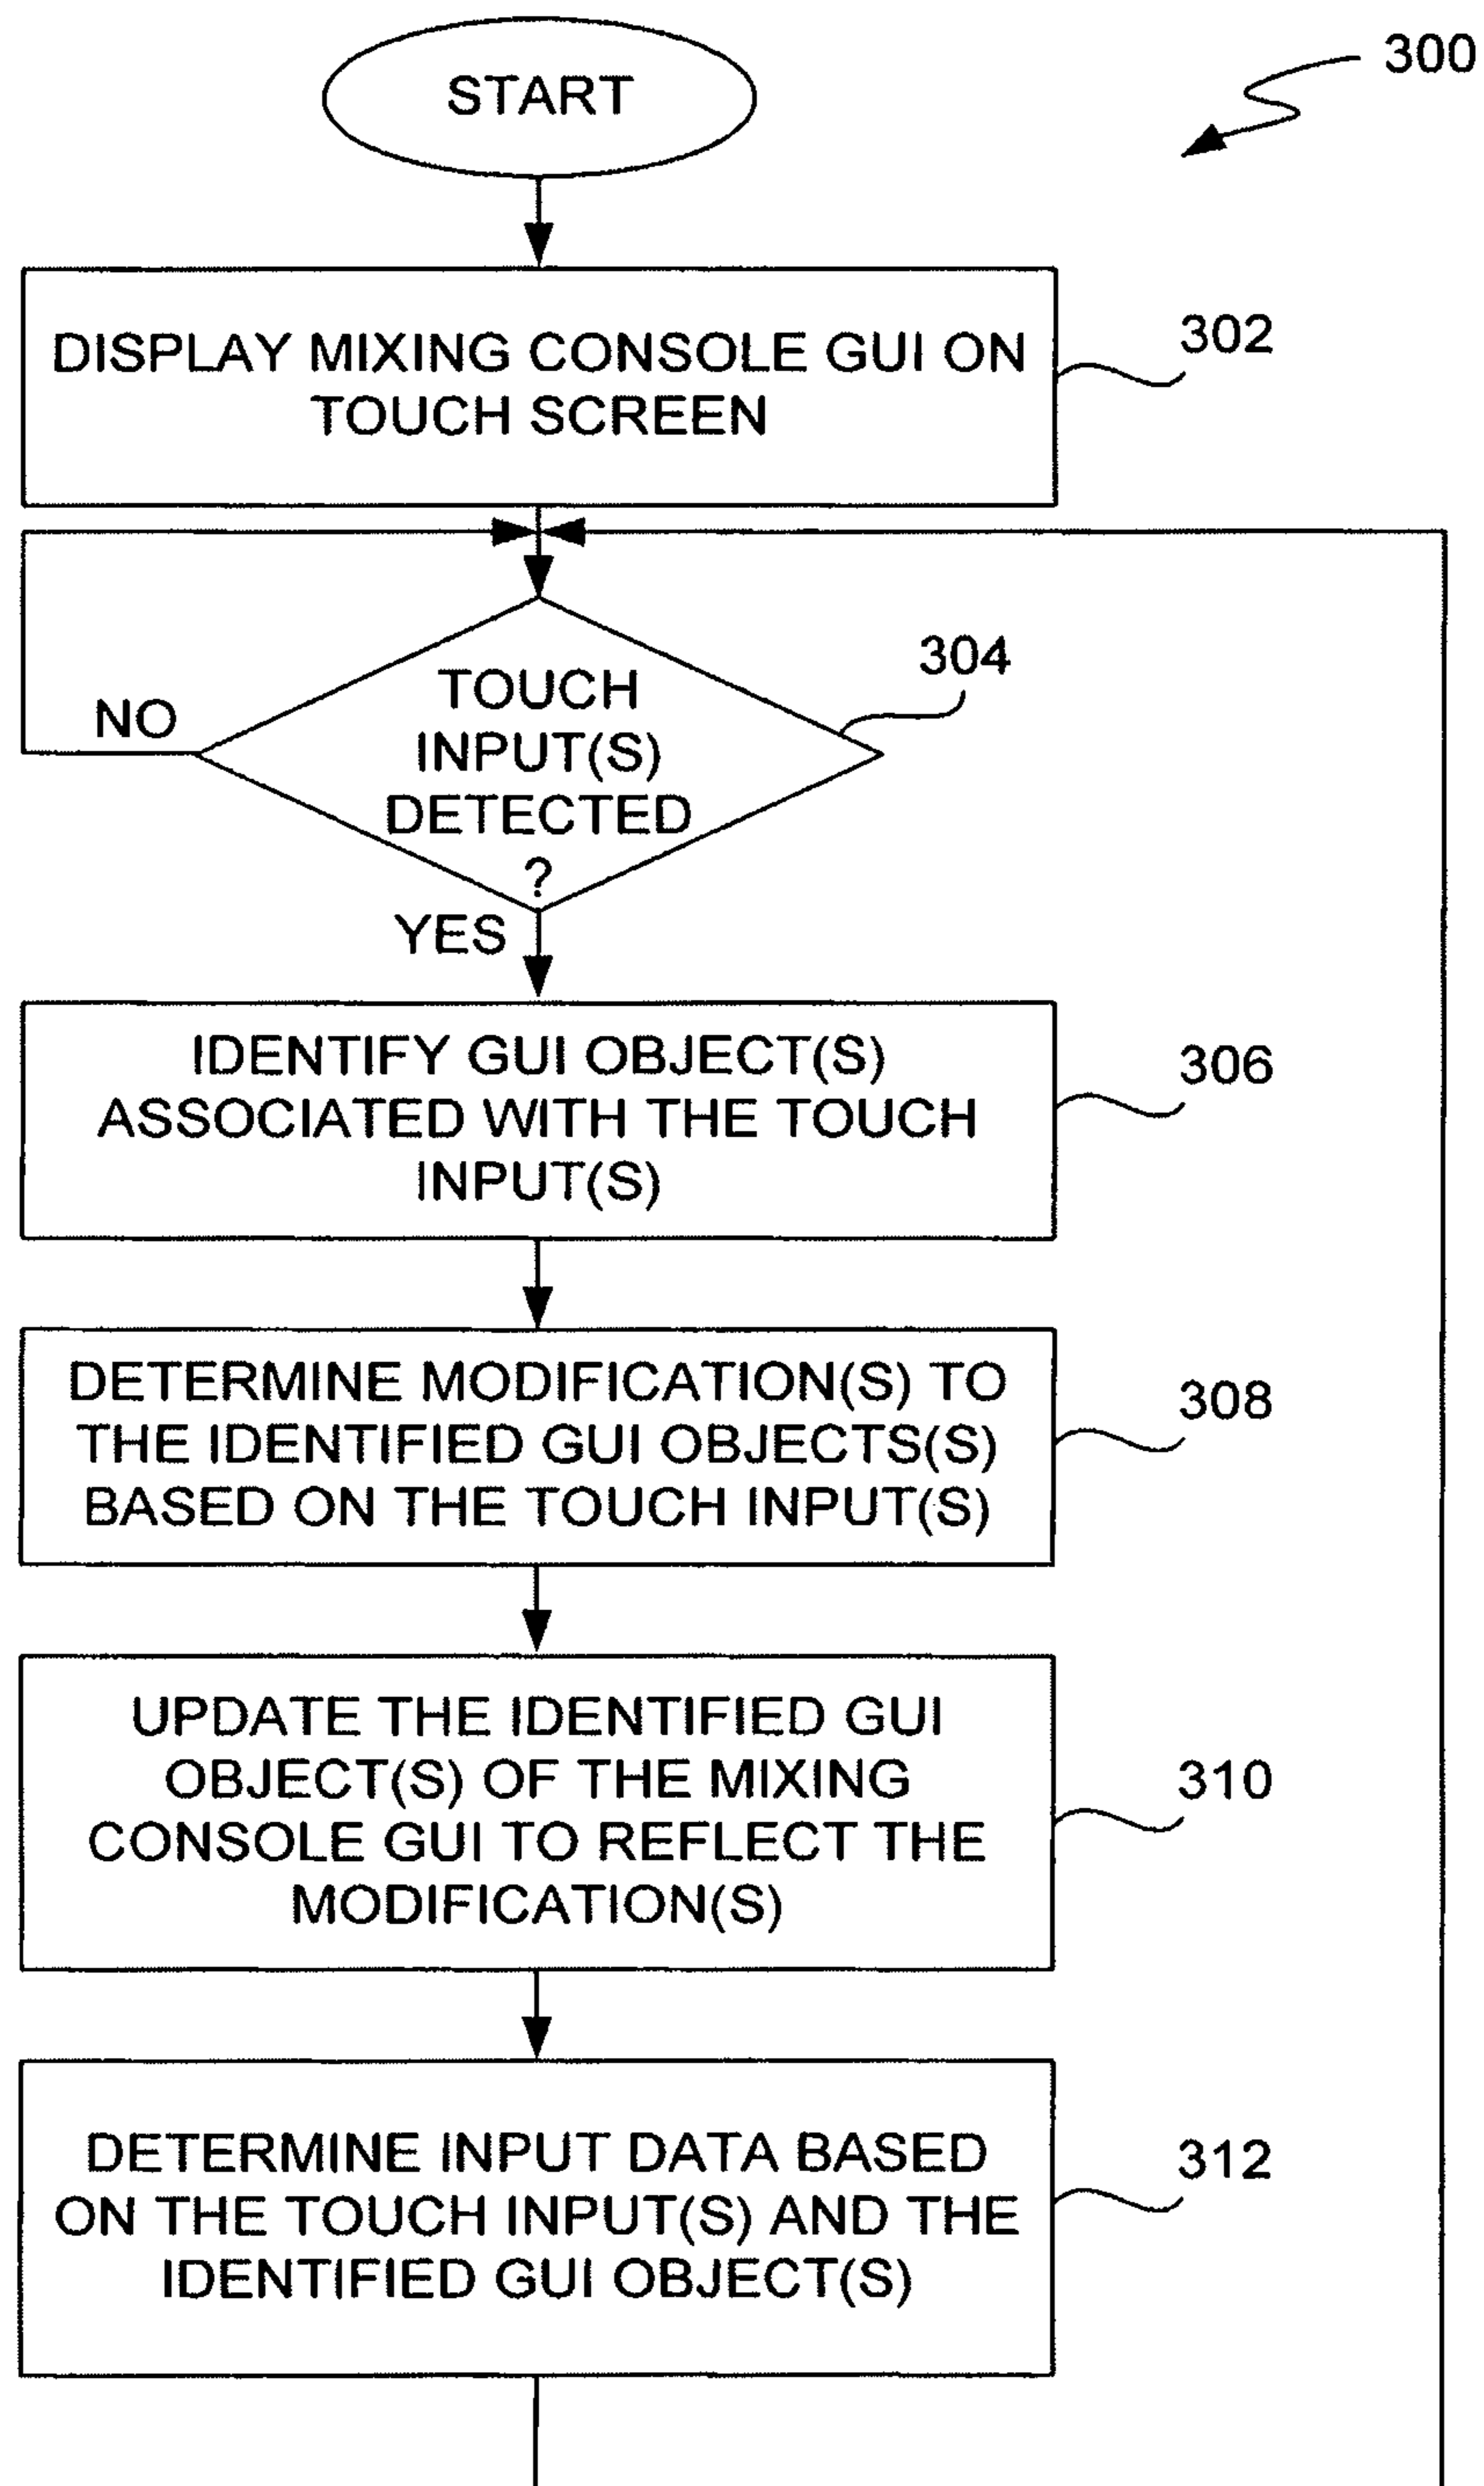 START
300
DISPLAY MIXING CONSOLE GUI ON
TOUCH SCREEN
302
TOUCH
INPUT(S)
DETECTED
?
304
NO
YES
IDENTIFY GUI OBJECT(S)
ASSOCIATED WITH THE TOUCH
INPUT(S)
306
DETERMINE MODIFICATION(S) TO
THE IDENTIFIED GUI OBJECTS(S)
BASED ON THE TOUCH INPUT(S)
308
UPDATE THE IDENTIFIED GUI
OBJECT(S) OF THE MIXING
CONSOLE GUI TO REFLECT THE
MODIFICATION(S)
310
DETERMINE INPUT DATA BASED
ON THE TOUCH INPUT(S) AND THE
IDENTIFIED GUI OBJECT(S)
312